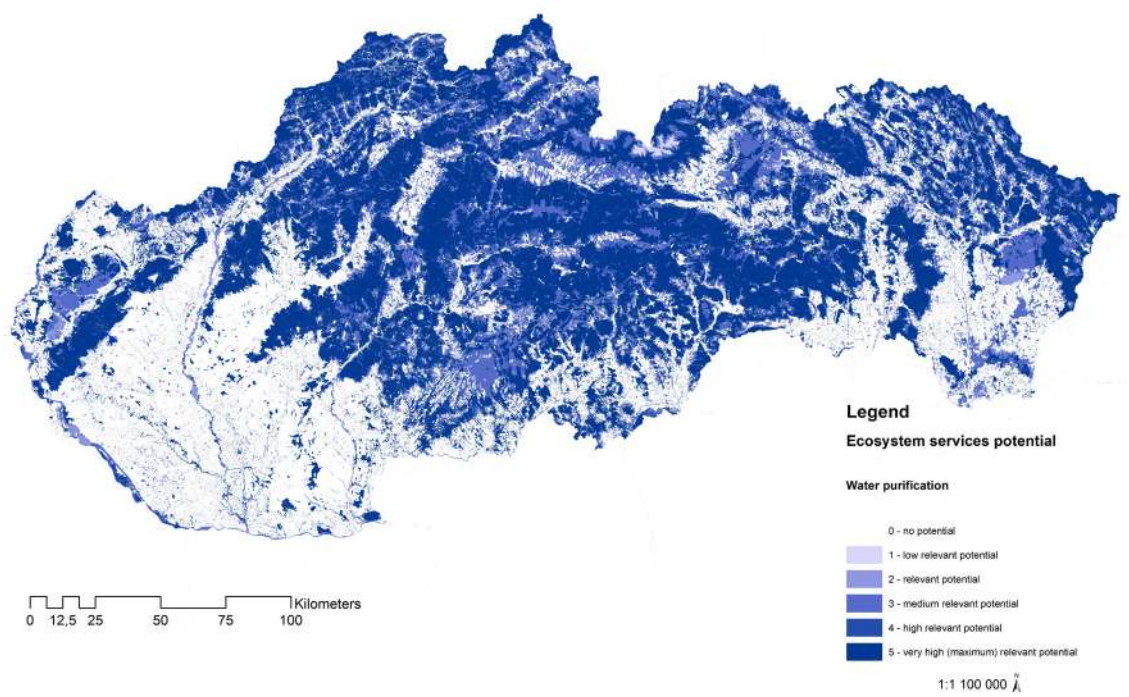 Legend
Ecosystem services potential
Water purification
0 - no potential
1 - low relevant potential
2 - relevant potential
3 - medium relevant potential
4 - high relevant potential
5 - very high (maximum) relevant potential
Kilometers
0 12,5 25 50 75 100
1:1 100 000
N